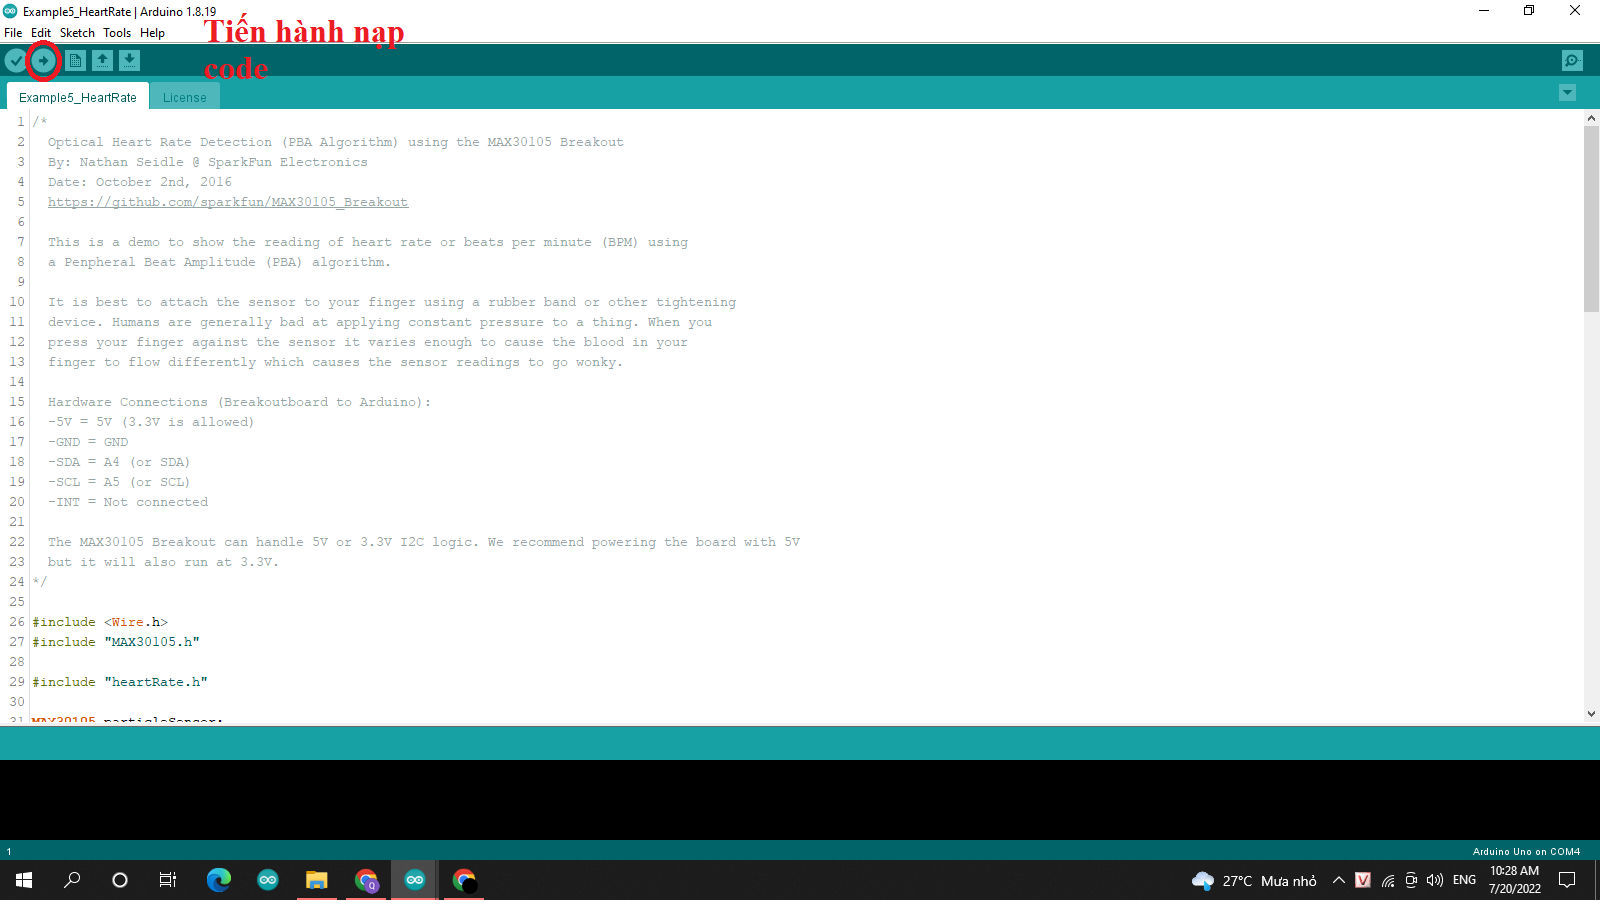 Example5_HeartRate | Arduino 1.8.19
File Edit Sketch Tools Help
Tiến hành nạp
code
Example5_HeartRate License
1 /*
2 Optical Heart Rate Detection (PBA Algorithm) using the MAX30105 Breakout
3 By: Nathan Seidle @ SparkFun Electronics
4 Date: October 2nd, 2016
5 https://github.com/sparkfun/MAX30105_Breakout
6
7 This is a demo to show the reading of heart rate or beats per minute (BPM) using
8 a Penpheral Beat Amplitude (PBA) algorithm.
9
10 It is best to attach the sensor to your finger using a rubber band or other tightening
11 device. Humans are generally bad at applying constant pressure to a thing. When you
12 press your finger against the sensor it varies enough to cause the blood in your
13 finger to flow differently which causes the sensor readings to go wonky.
14
15 Hardware Connections (Breakoutboard to Arduino):
16 -5V = 5V (3.3V is allowed)
17 -GND = GND
18 -SDA = A4 (or SDA)
19 -SCL = A5 (or SCL)
20 -INT = Not connected
21
22 The MAX30105 Breakout can handle 5V or 3.3V I2C logic. We recommend powering the board with 5V
23 but it will also run at 3.3V.
24 */
25
26 #include <Wire.h>
27 #include "MAX30105.h"
28
29 #include "heartRate.h"
30
31 MAX30105 particleSensor;
1
Arduino Uno on COM4
Q
27°C Mưa nhỏ
V
ENG
10:28 AM
7/20/2022